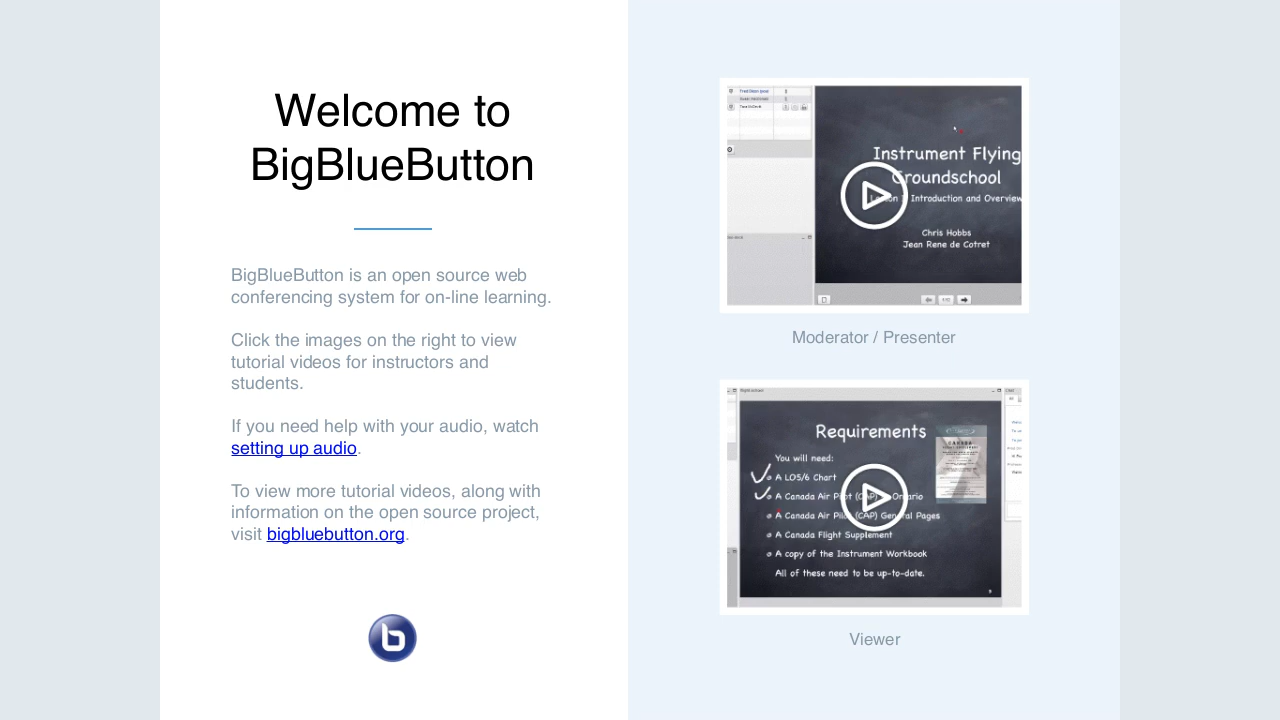 Welcome to
BigBlueButton
BigBlueButton is an open source web
conferencing system for on-line learning.
Click the images on the right to view
tutorial videos for instructors and
students.
If you need help with your audio, watch
setting up audio.
To view more tutorial videos, along with
information on the open source project,
visit bigbluebutton.org.
Instrument Flying
Groundschool
Introduction and Overview
Chris Hobbs
Jean Rene de Cotret
Moderator / Presenter
Requirements
You will need:
A LO5/6 Chart
A Canada Air Pilot (CAP) Ontario
A Canada Air Pilot (CAP) General Pages
A Canada Flight Supplement
A copy of the Instrument Workbook
All of these need to be up-to-date.
Viewer